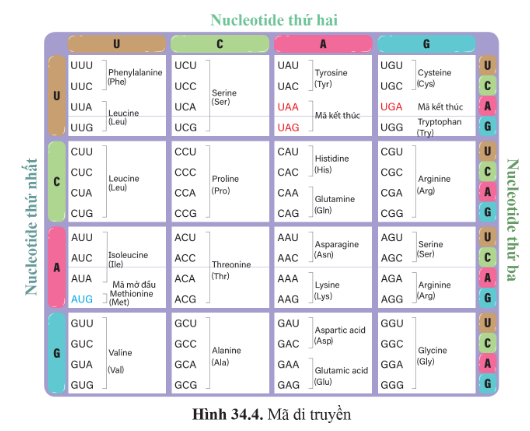 Nucleotide thứ hai
U C A G
Nucleotide thứ nhất
U
UUU
UUC
Phenylalanine
(Phe)
UUA
UUG
Leucine
(Leu)
UCU
UCC
UCA
UCG
Serine
(Ser)
UAU
UAC
Tyrosine
(Tyr)
UAA
UAG
Mã kết thúc
UGU
UGC
Cysteine
(Cys)
UGA Mã kết thúc
UGG Tryptophan
(Try)
U
C
A
G
C
CUU
CUC
CUA
CUG
Leucine
(Leu)
CCU
CCC
CCA
CCG
Proline
(Pro)
CAU
CAC
Histidine
(His)
CAA
CAG
Glutamine
(Gln)
CGU
CGC
CGA
CGG
Arginine
(Arg)
U
C
A
G
A
AUU
AUC
AUA
Isoleucine
(Ile)
AUG
Mã mở đầu
Methionine
(Met)
ACU
ACC
ACA
ACG
Threonine
(Thr)
AAU
AAC
Asparagine
(Asn)
AAA
AAG
Lysine
(Lys)
AGU
AGC
Serine
(Ser)
AGA
AGG
Arginine
(Arg)
U
C
A
G
G
GUU
GUC
GUA
GUG
Valine
(Val)
GCU
GCC
GCA
GCG
Alanine
(Ala)
GAU
GAC
Aspartic acid
(Asp)
GAA
GAG
Glutamic acid
(Glu)
GGU
GGC
GGA
GGG
Glycine
(Gly)
U
C
A
G
Nucleotide thứ ba
Hình 34.4. Mã di truyền